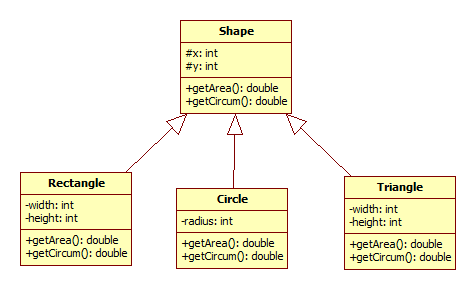 Shape
#x: int
#y: int
+getArea(): double
+getCircum(): double
Rectangle
-width: int
-height: int
+getArea(): double
+getCircum(): double
Circle
-radius: int
+getArea(): double
+getCircum(): double
Triangle
-width: int
-height: int
+getArea(): double
+getCircum(): double